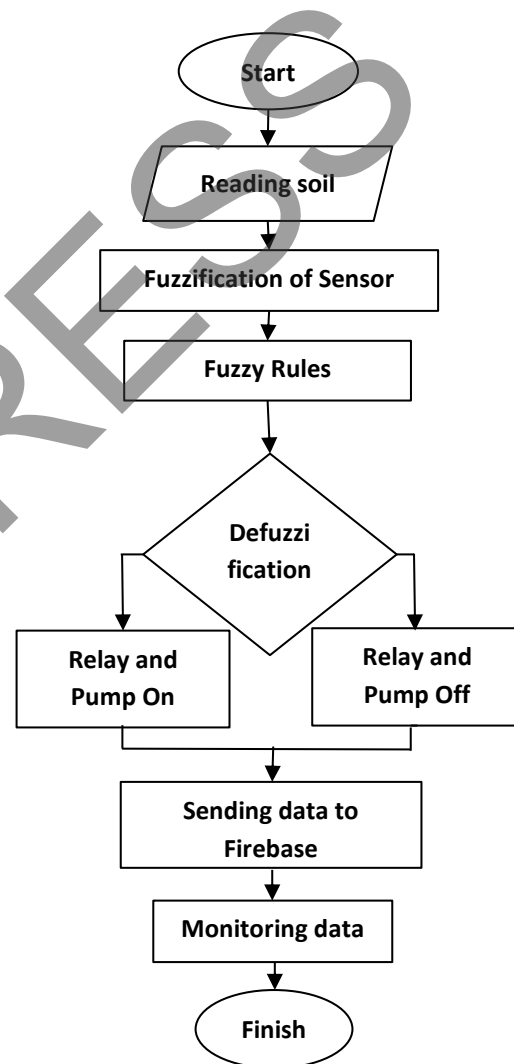 Start
Reading soil
Fuzzification of Sensor
Fuzzy Rules
Defuzzi
fication
Relay and
Pump On
Relay and
Pump Off
Sending data to
Firebase
Monitoring data
Finish
RESS